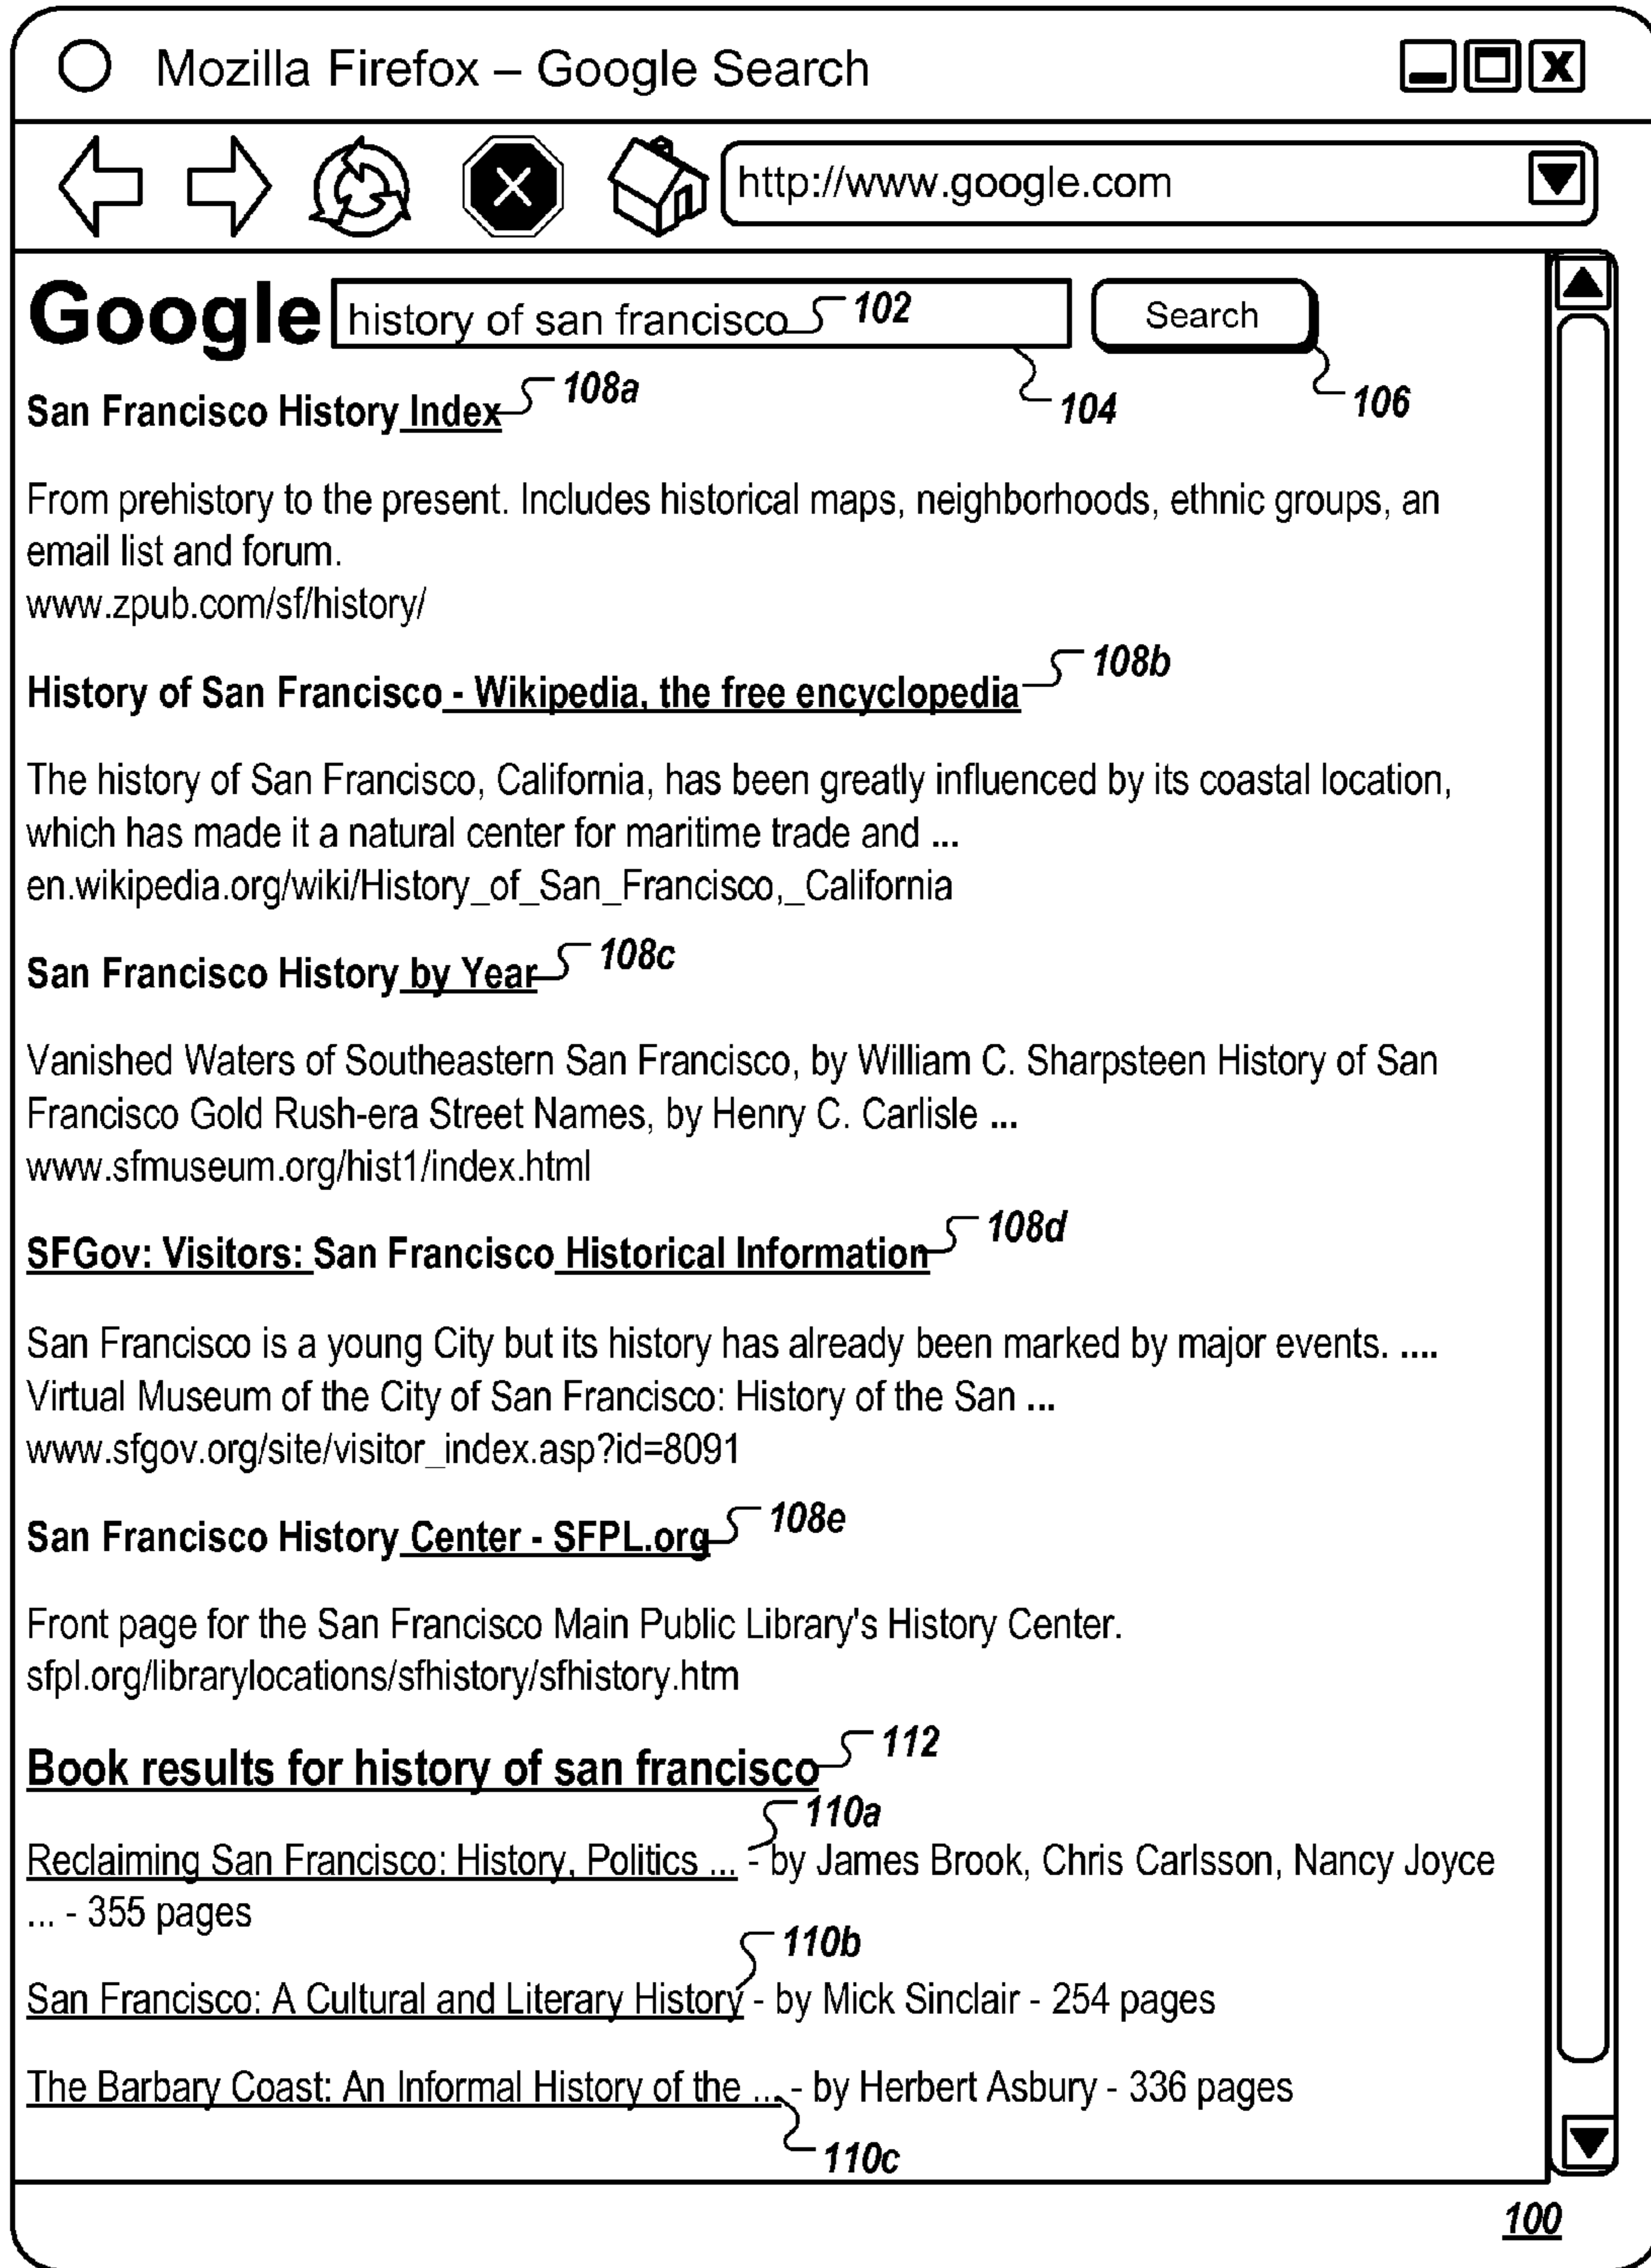 Mozilla Firefox – Google Search
http://www.google.com
Google history of san francisco 102 Search
108a
San Francisco History Index
104 106
From prehistory to the present. Includes historical maps, neighborhoods, ethnic groups, an
email list and forum.
www.zpub.com/sf/history/
108b
History of San Francisco - Wikipedia, the free encyclopedia
The history of San Francisco, California, has been greatly influenced by its coastal location,
which has made it a natural center for maritime trade and ...
en.wikipedia.org/wiki/History_of_San_Francisco,_California
108c
San Francisco History by Year
Vanished Waters of Southeastern San Francisco, by William C. Sharpsteen History of San
Francisco Gold Rush-era Street Names, by Henry C. Carlisle ...
www.sfmuseum.org/hist1/index.html
108d
SFGov: Visitors: San Francisco Historical Information
San Francisco is a young City but its history has already been marked by major events. ....
Virtual Museum of the City of San Francisco: History of the San ...
www.sfgov.org/site/visitor_index.asp?id=8091
108e
San Francisco History Center - SFPL.org
Front page for the San Francisco Main Public Library's History Center.
sfpl.org/librarylocations/sfhistory/sfhistory.htm
112
Book results for history of san francisco
110a
Reclaiming San Francisco: History, Politics ... - by James Brook, Chris Carlsson, Nancy Joyce
... - 355 pages
110b
San Francisco: A Cultural and Literary History - by Mick Sinclair - 254 pages
The Barbary Coast: An Informal History of the ... - by Herbert Asbury - 336 pages
110c
100